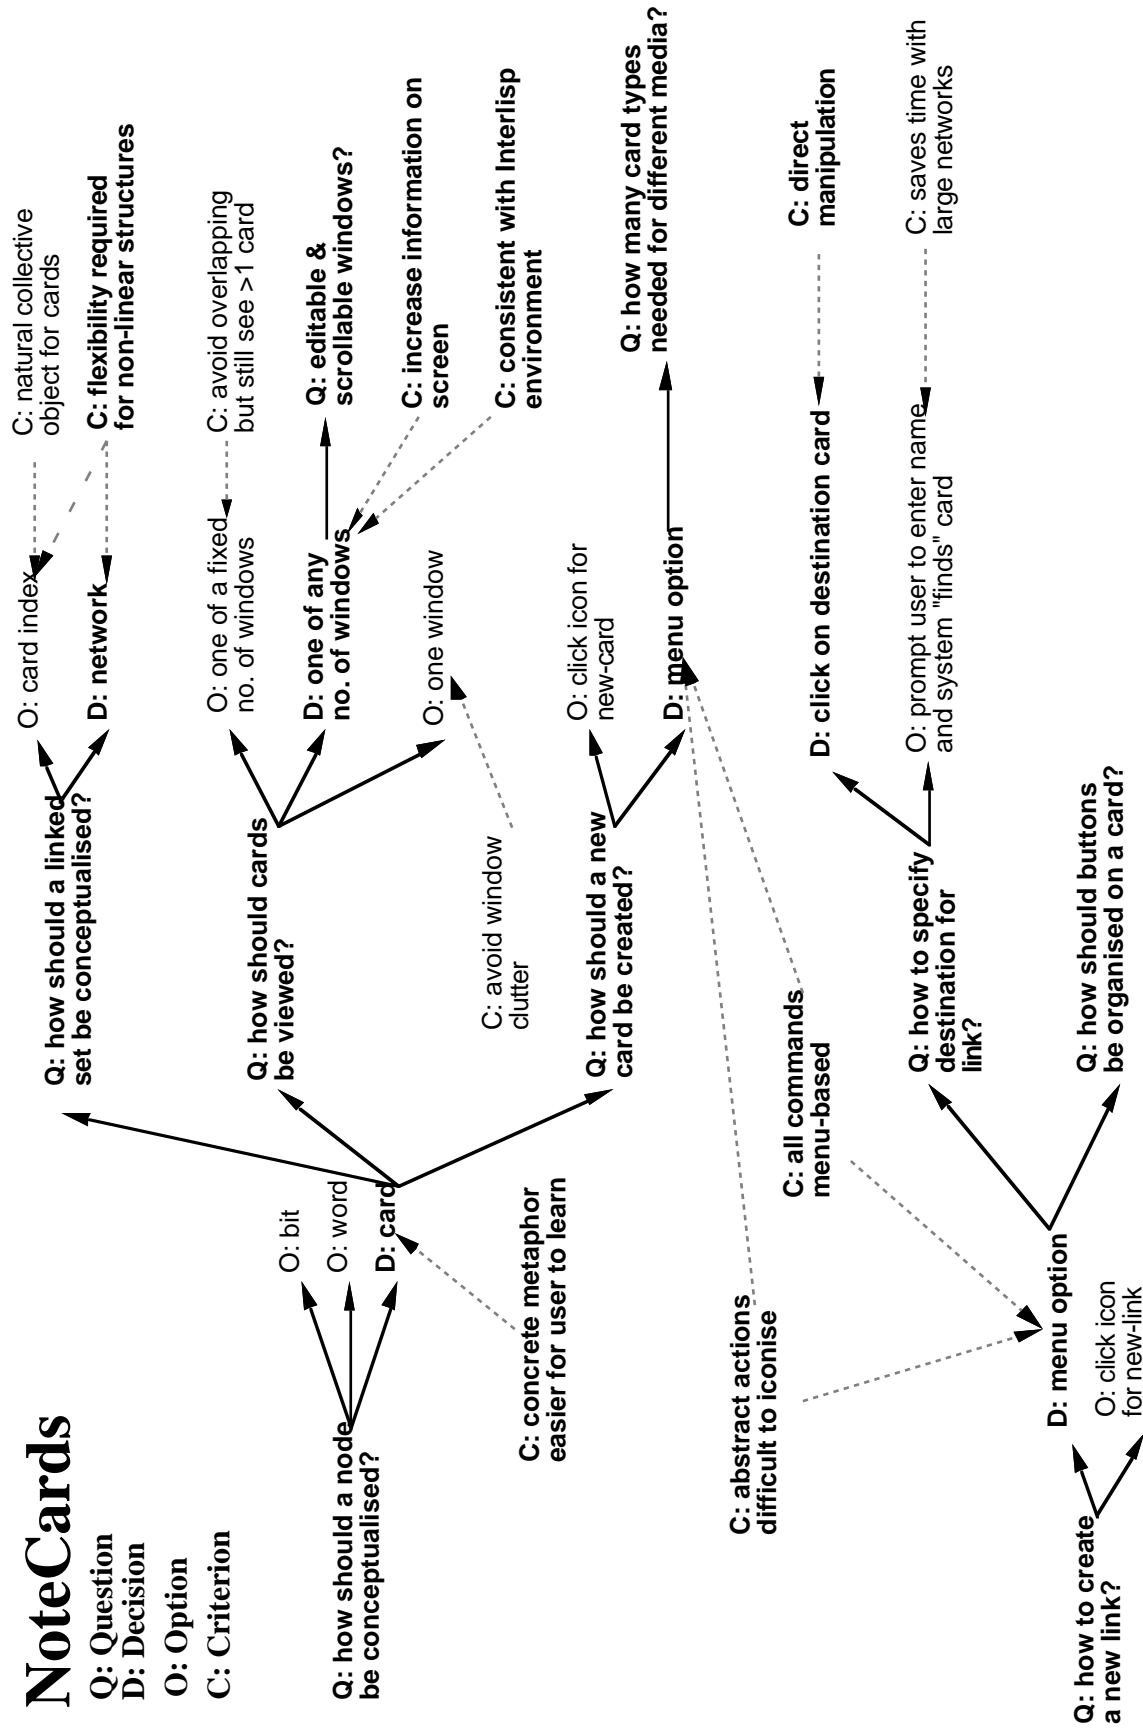 NoteCards
Q: Question
D: Decision
O: Option
C: Criterion
Q: how should a node
be conceptualised?
O: bit
O: word
D: card
C: concrete metaphor
easier for user to learn
Q: how should a linked
set be conceptualised?
O: card index
D: network
C: natural collective
object for cards
C: flexibility required
for non-linear structures
Q: how should cards
be viewed?
O: one of a fixed
no. of windows
D: one of any
no. of windows
O: one window
C: avoid overlapping
but still see >1 card
Q: editable &
scrollable windows?
C: increase information on
screen
C: consistent with Interlisp
environment
C: avoid window
clutter
Q: how should a new
card be created?
O: click icon for
new-card
D: menu option
Q: how many card types
needed for different media?
C: abstract actions
difficult to iconise
C: all commands
menu-based
Q: how to create
a new link?
D: menu option
O: click icon
for new-link
Q: how to specify
destination for
link?
D: click on destination card
O: prompt user to enter name
and system "finds" card
C: direct
manipulation
C: saves time with
large networks
Q: how should buttons
be organised on a card?